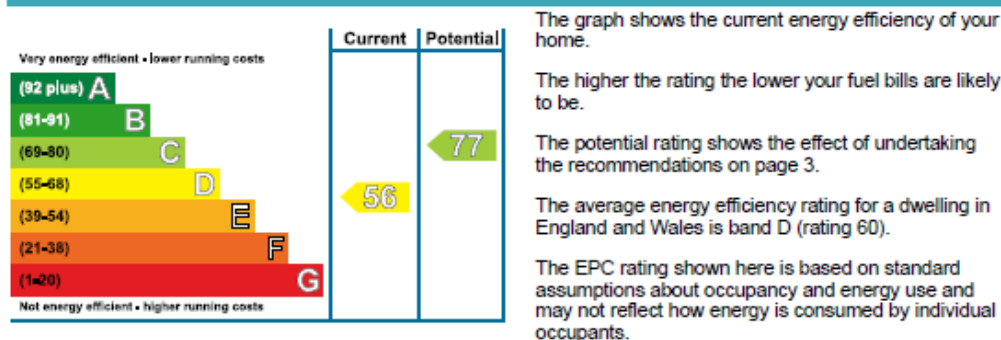 Current Potential
Very energy efficient - lower running costs
(92 plus) A
(81-91) B
(69-80) C
(55-68) D
(39-54) E
(21-38) F
(1-20) G
Not energy efficient - higher running costs
77
56
The graph shows the current energy efficiency of your
home.
The higher the rating the lower your fuel bills are likely
to be.
The potential rating shows the effect of undertaking
the recommendations on page 3.
The average energy efficiency rating for a dwelling in
England and Wales is band D (rating 60).
The EPC rating shown here is based on standard
assumptions about occupancy and energy use and
may not reflect how energy is consumed by individual
occupants.